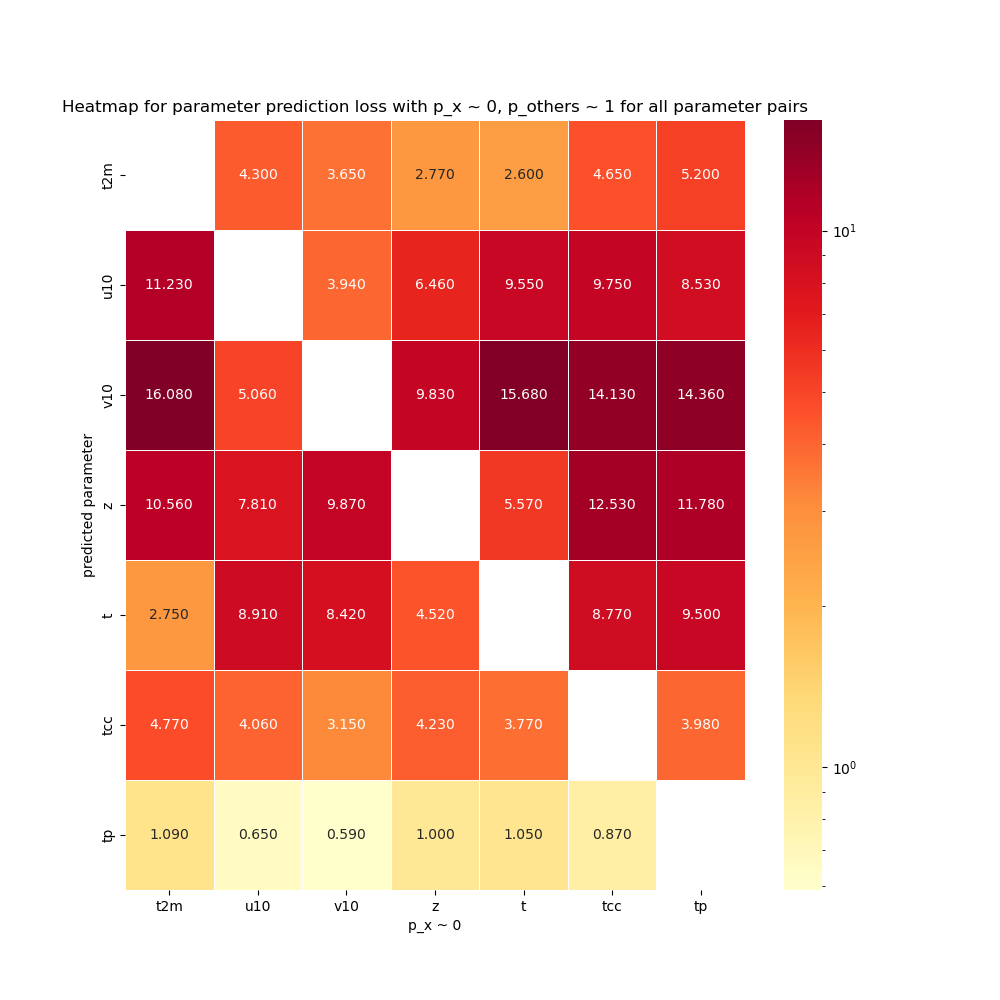 Heatmap for parameter prediction loss with p_x ~ 0, p_others ~ 1 for all parameter pairs
t2m 4.300 3.650 2.770 2.600 4.650 5.200
u10 11.230 3.940 6.460 9.550 9.750 8.530
v10 16.080 5.060 9.830 15.680 14.130 14.360
z 10.560 7.810 9.870 5.570 12.530 11.780
t 2.750 8.910 8.420 4.520 8.770 9.500
tcc 4.770 4.060 3.150 4.230 3.770 3.980
tp 1.090 0.650 0.590 1.000 1.050 0.870
t2m u10 v10 z t tcc tp
p_x ~ 0
predicted parameter
10¹
10⁰